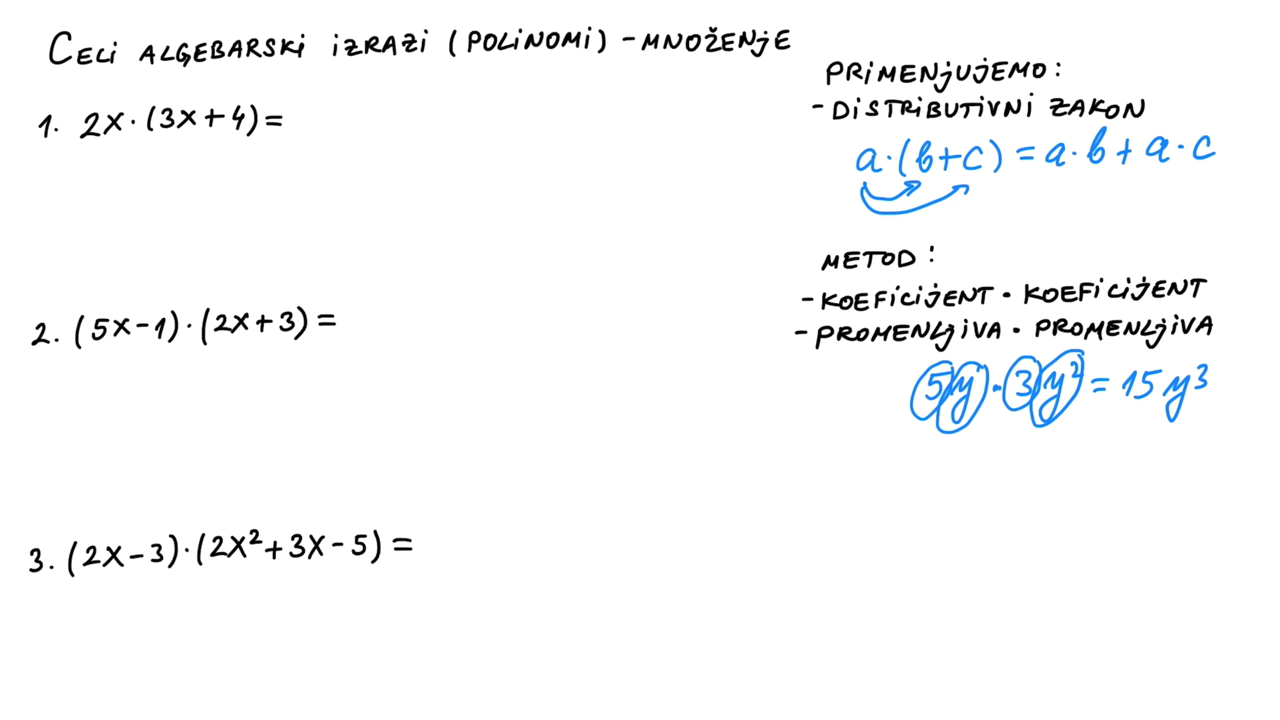 CELI ALGEBARSKI IZRAZI (POLINOMI) - MNOŽENJE
1. 2x·(3x+4)=
2. (5x-1)·(2x+3)=
3. (2x-3)·(2x²+3x-5)=
PRIMENJUJEMO:
- DISTRIBUTIVNI ZAKON
a·(b+c)=a·b+a·c
METOD:
- KOEFICIJENT · KOEFICIJENT
- PROMENLJIVA · PROMENLJIVA
5y·3y²=15y³